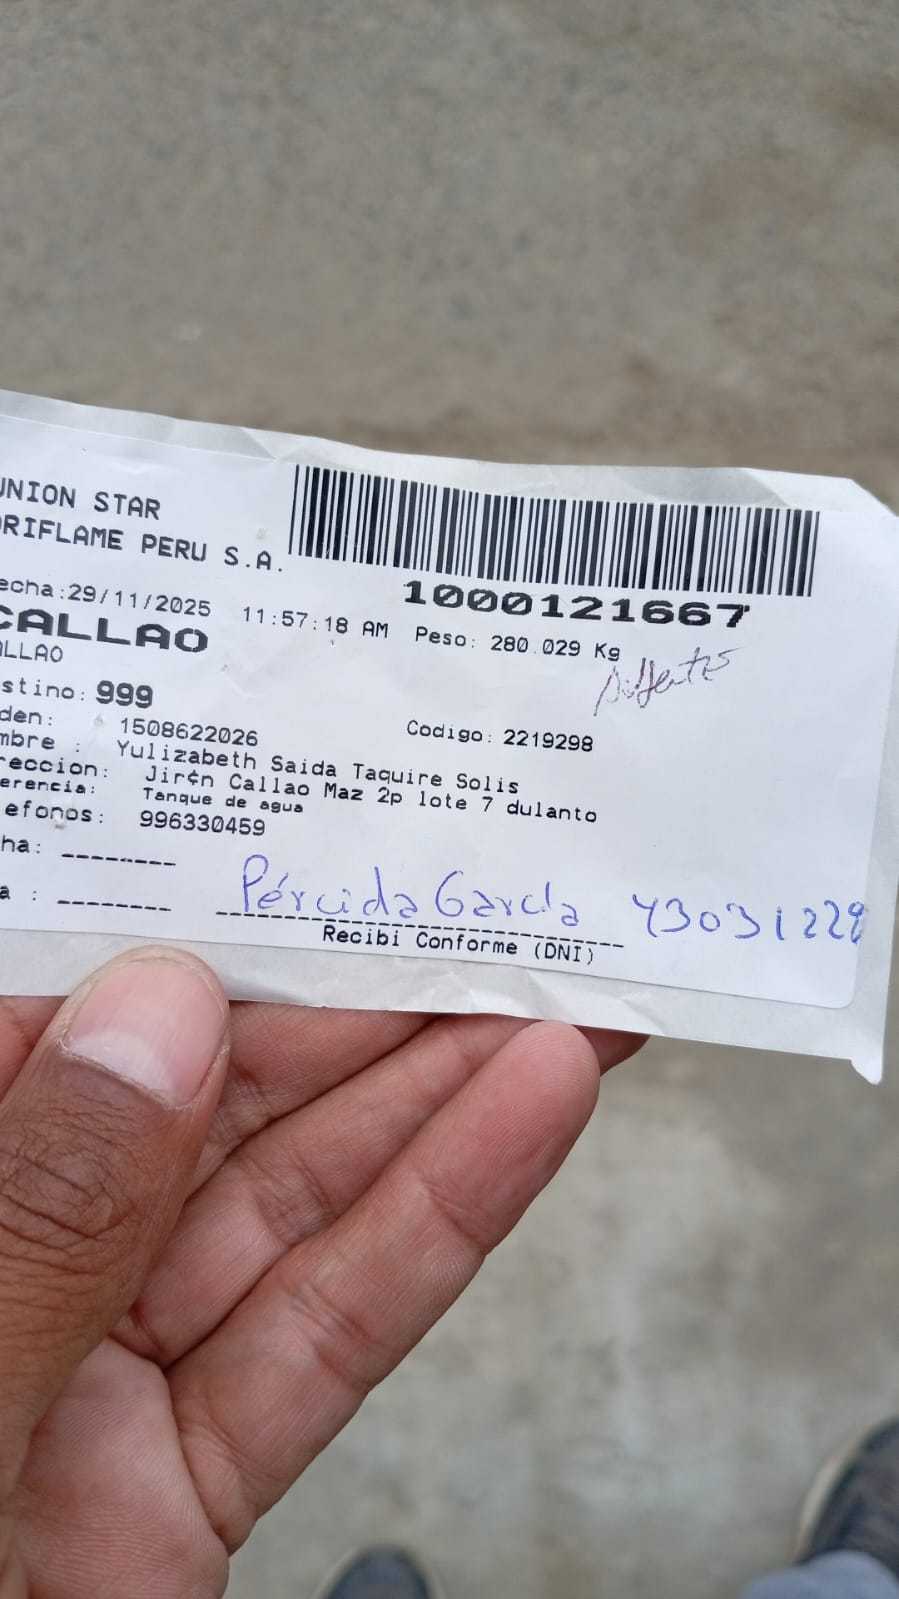 UNION STAR
ORIFLAME PERU S.A.
echa:29/11/2025 11:57:18 AM Peso: 280.029 Kg
1000121667
CALLAO
ALLAO
stino: 999
den: 1508622026 Codigo: 2219298
mbre : Yulizabeth Saida Taquire Solis
reccion: Jir¢n Callao Maz 2p lote 7 dulanto
erencia: Tanque de agua
efonos: 996330459
ha: --------
a : --------
Pércida García 43031228
Recibi Conforme (DNI)